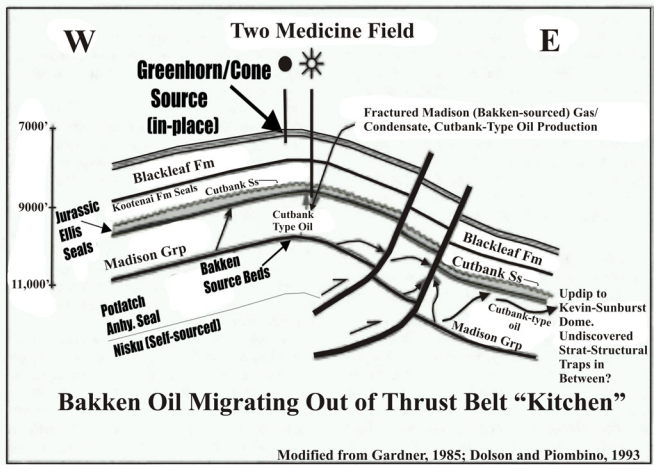 Two Medicine Field
W
E
Greenhorn/Cone
Source
(in-place)
Fractured Madison (Bakken-sourced) Gas/
Condensate, Cutbank-Type Oil Production
7000'
9000'
11,000'
Blackleaf Fm
Kootenai Fm Seals
Cutbank Ss
Jurassic
Ellis
Seals
Cutbank
Type Oil
Madison Grp
Bakken
Source Beds
Potlatch
Anhy. Seal
Nisku (Self-sourced)
Blackleaf Fm
Cutbank Ss
Cutbank-type
oil
Madison Grp
Updip to
Kevin-Sunburst
Dome.
Undiscovered
Strat-Structural
Traps in
Between?
Bakken Oil Migrating Out of Thrust Belt “Kitchen”
Modified from Gardner, 1985; Dolson and Piombino, 1993